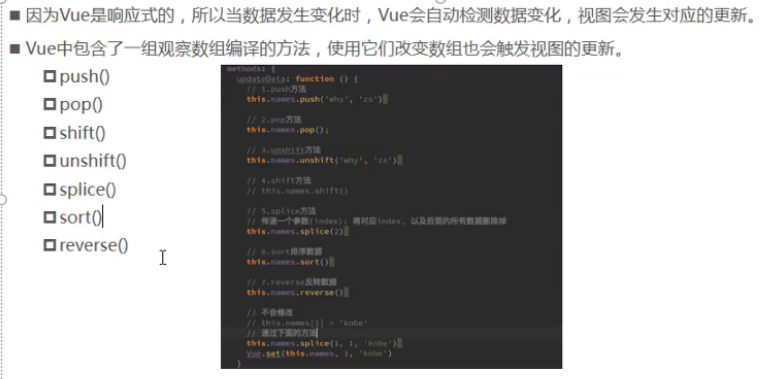 ■ 因为Vue是响应式的，所以当数据发生变化时，Vue会自动检测数据变化，视图会发生对应的更新。
■ Vue中包含了一组观察数组编译的方法，使用它们改变数组也会触发视图的更新。
push()
pop()
shift()
unshift()
splice()
sort()
reverse()
methods: {
updateData: function () {
// 1.push方法
this.names.push('why', 'zs')
// 2.pop方法
this.names.pop();
// 3.unshift方法
this.names.unshift('why', 'zs')
// 4.shift方法
// this.names.shift()
// 5.splice方法
// 传递一个参数(index): 将对应index, 以及后面的所有数据删除掉
this.names.splice(2)
// 6.sort排序数据
this.names.sort()
// 7.reverse反转数据
this.names.reverse()
// 不会修改
// this.names[1] = 'kobe'
// 通过下面的方法
this.names.splice(1, 1, 'kobe')
Vue.set(this.names, 1, 'kobe')
}